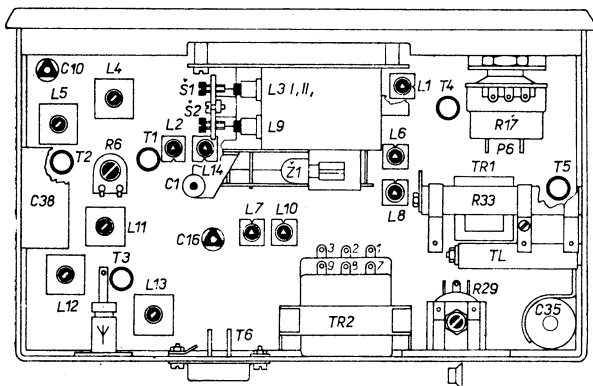 C10
L4
L5
Š1
Š2
L3 I, II,
L9
L1
T4
R17
P6
T2
R6
T1
L2
L14
C1
Ž1
L6
L8
TR1
R33
T5
C38
L11
C16
L7
L10
TL
L12
T3
L13
3 2 1
9 8 7
TR2
R29
C35
T6